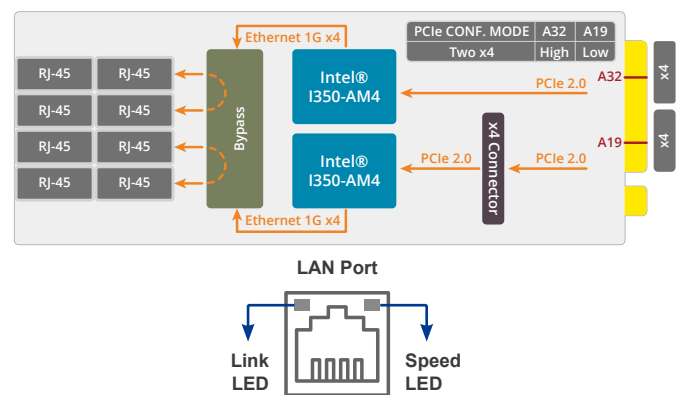 Ethernet 1G x4
PCIe CONF. MODE A32 A19
Two x4 High Low
RJ-45 RJ-45
RJ-45 RJ-45
RJ-45 RJ-45
RJ-45 RJ-45
Bypass
Intel®
I350-AM4
PCIe 2.0
A32
x4
Intel®
I350-AM4
PCIe 2.0
x4 Connector
PCIe 2.0
A19
x4
Ethernet 1G x4
LAN Port
Link
LED
Speed
LED